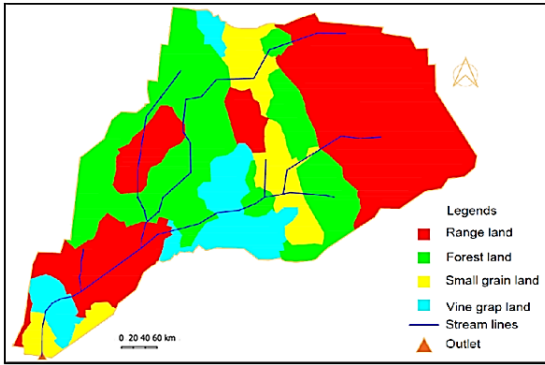 Legends
Range land
Forest land
Small grain land
Vine grap land
Stream lines
Outlet
0 20 40 60 km